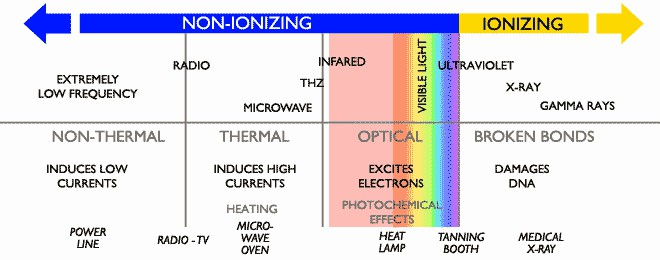 NON-IONIZING
IONIZING
RADIO
INFARED
VISIBLE LIGHT
ULTRAVIOLET
EXTREMELY
LOW FREQUENCY
THZ
X-RAY
MICROWAVE
GAMMA RAYS
NON-THERMAL
THERMAL
OPTICAL
BROKEN BONDS
INDUCES LOW
CURRENTS
INDUCES HIGH
CURRENTS
EXCITES
ELECTRONS
DAMAGES
DNA
HEATING
PHOTOCHEMICAL
EFFECTS
POWER
LINE
RADIO - TV
MICRO-
WAVE
OVEN
HEAT
LAMP
TANNING
BOOTH
MEDICAL
X-RAY